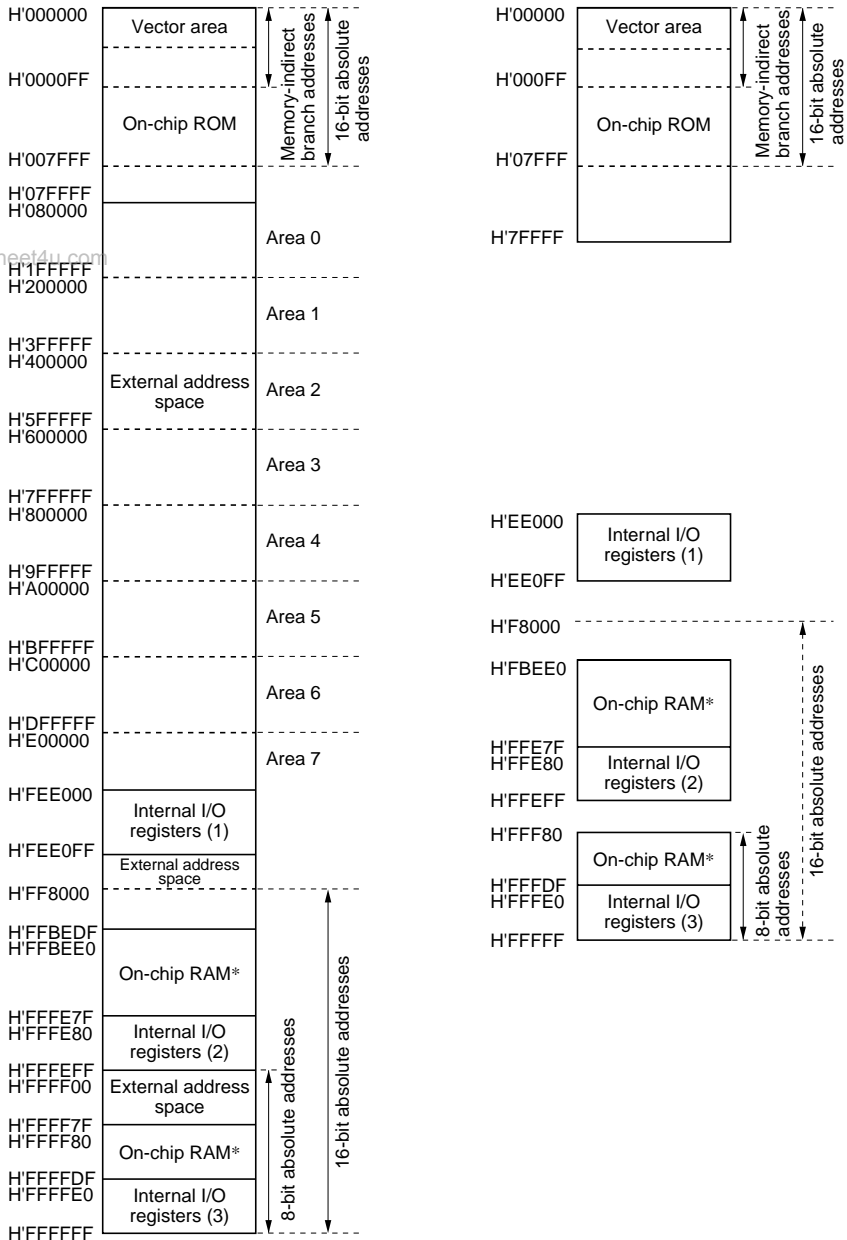 H'000000
Vector area
H'0000FF
On-chip ROM
H'007FFF
H'07FFFF
H'080000
Memory-indirect
branch addresses
16-bit absolute
addresses
Area 0
neet4u.com
H'1FFFFF
H'200000
Area 1
H'3FFFFF
H'400000
External address
space
Area 2
H'5FFFFF
H'600000
Area 3
H'7FFFFF
H'800000
Area 4
H'9FFFFF
H'A00000
Area 5
H'BFFFFF
H'C00000
Area 6
H'DFFFFF
H'E00000
Area 7
H'FEE000
Internal I/O
registers (1)
H'FEE0FF
External address
space
H'FF8000
H'FFBEDF
H'FFBEE0
On-chip RAM*
H'FFFE7F
H'FFFE80
Internal I/O
registers (2)
H'FFFEFF
H'FFFF00
External address
space
H'FFFF7F
H'FFFF80
On-chip RAM*
H'FFFFDF
H'FFFFE0
Internal I/O
registers (3)
H'FFFFFF
8-bit absolute addresses
16-bit absolute addresses
H'00000
Vector area
H'000FF
On-chip ROM
H'07FFF
H'7FFFF
Memory-indirect
branch addresses
16-bit absolute
addresses
H'EE000
Internal I/O
registers (1)
H'EE0FF
H'F8000
H'FBEE0
On-chip RAM*
H'FFE7F
H'FFE80
Internal I/O
registers (2)
H'FFEFF
H'FFF80
On-chip RAM*
H'FFFDF
H'FFFE0
Internal I/O
registers (3)
H'FFFFF
8-bit absolute
addresses
16-bit absolute addresses